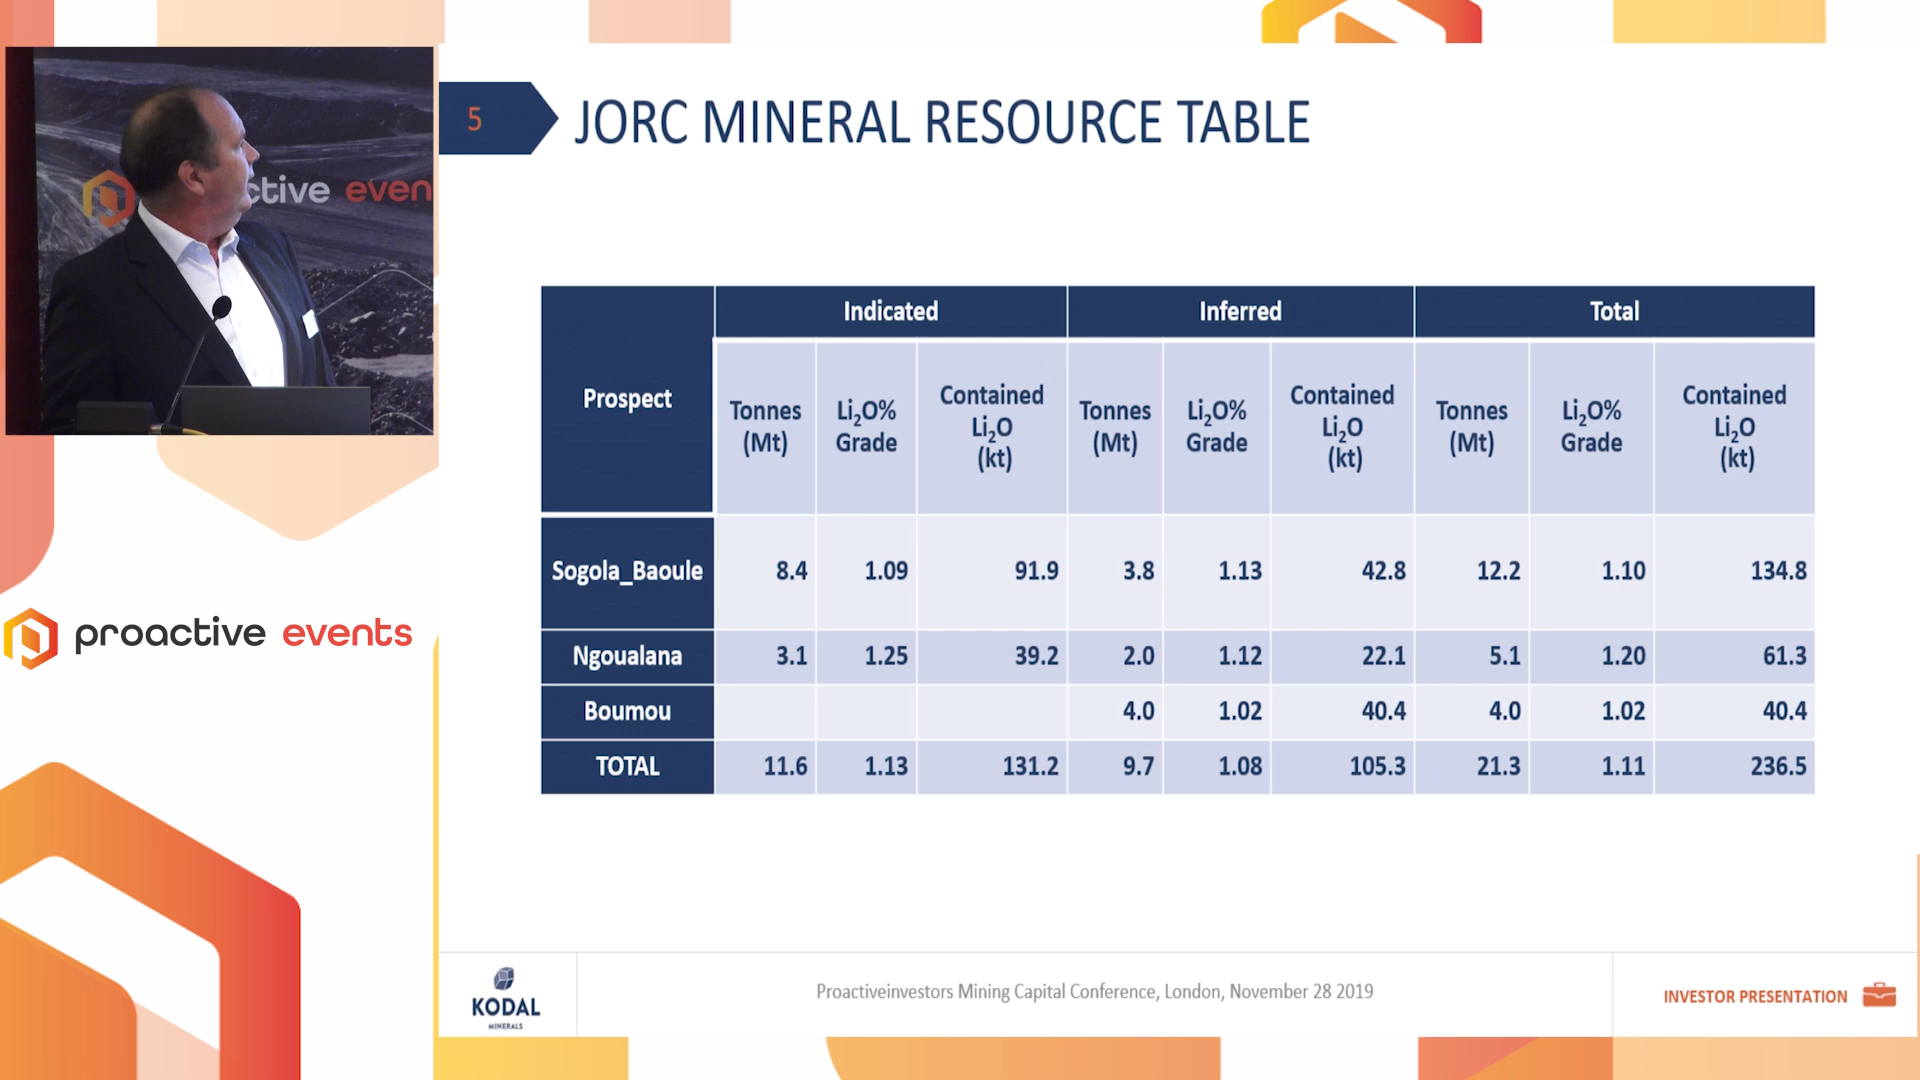 ctive even
proactive events
5
JORC MINERAL RESOURCE TABLE
Prospect Indicated Inferred Total
Tonnes (Mt) Li₂O% Grade Contained Li₂O (kt) Tonnes (Mt) Li₂O% Grade Contained Li₂O (kt) Tonnes (Mt) Li₂O% Grade Contained Li₂O (kt)
Sogola_Baoule 8.4 1.09 91.9 3.8 1.13 42.8 12.2 1.10 134.8
Ngoualana 3.1 1.25 39.2 2.0 1.12 22.1 5.1 1.20 61.3
Boumou 4.0 1.02 40.4 4.0 1.02 40.4
TOTAL 11.6 1.13 131.2 9.7 1.08 105.3 21.3 1.11 236.5
KODAL
MINERALS
Proactiveinvestors Mining Capital Conference, London, November 28 2019
INVESTOR PRESENTATION